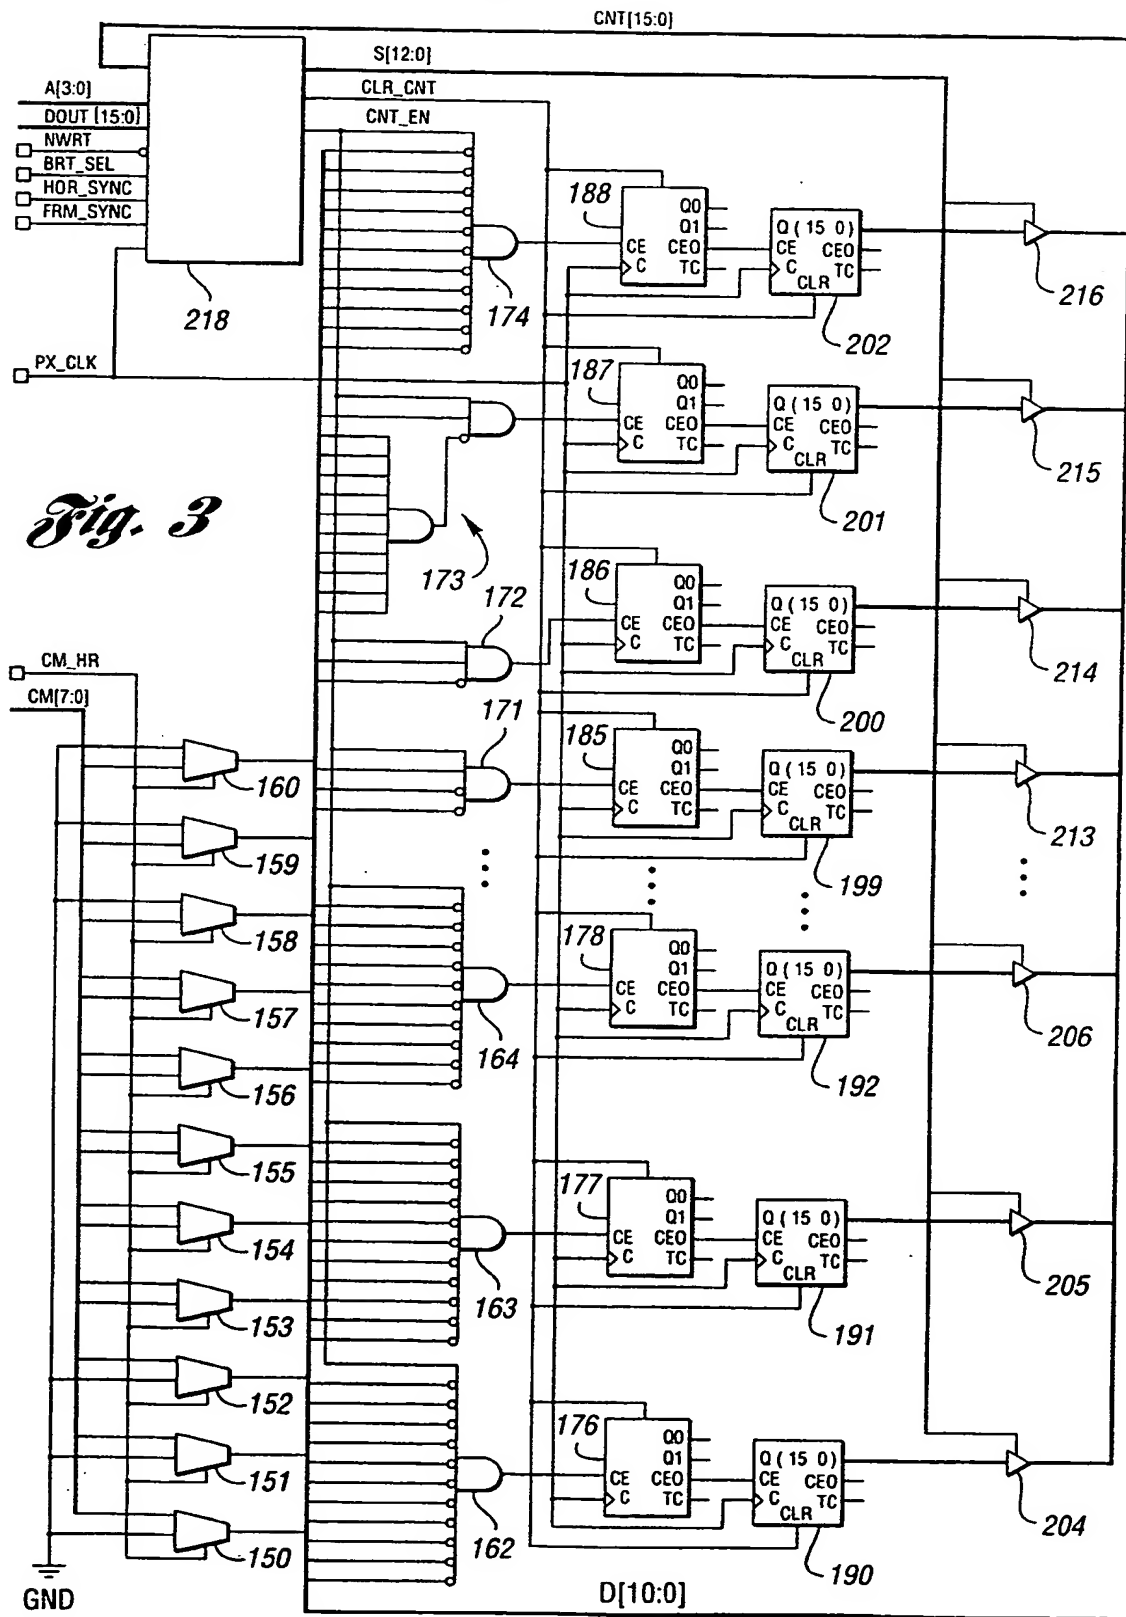 CNT[15:0]
S[12:0]
A[3:0]
CLR_CNT
DOUT [15:0]
CNT_EN
NWRT
BRT_SEL
HOR_SYNC
FRM_SYNC
218
PX_CLK
174
188
Q0
Q1
CE
CEO
C
TC
Q (15 0)
CE
CEO
C
TC
CLR
202
216
187
Q0
Q1
CE
CEO
C
TC
Q (15 0)
CE
CEO
C
TC
CLR
201
215
Fig. 3
173
186
Q0
Q1
CE
CEO
C
TC
Q (15 0)
CE
CEO
C
TC
CLR
200
214
172
CM_HR
CM[7:0]
171
185
Q0
Q1
CE
CEO
C
TC
Q (15 0)
CE
CEO
C
TC
CLR
199
213
160
159
158
157
156
155
154
153
152
151
150
GND
164
178
Q0
Q1
CE
CEO
C
TC
Q (15 0)
CE
CEO
C
TC
CLR
192
206
163
177
Q0
Q1
CE
CEO
C
TC
Q (15 0)
CE
CEO
C
TC
CLR
191
205
162
176
Q0
Q1
CE
CEO
C
TC
Q (15 0)
CE
CEO
C
TC
CLR
190
204
D[10:0]